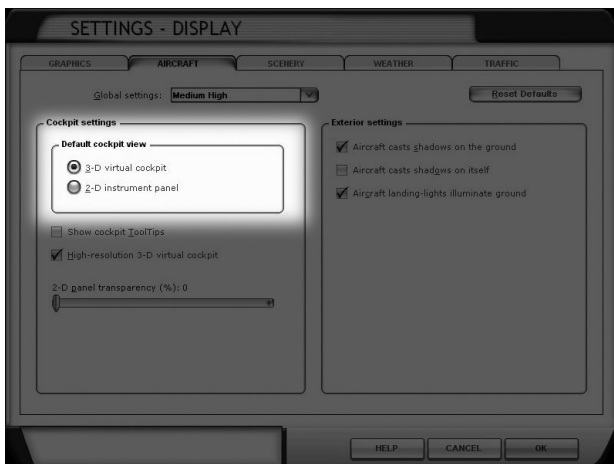 SETTINGS - DISPLAY
GRAPHICS AIRCRAFT SCENERY WEATHER TRAFFIC
Global settings: Medium High Reset Defaults
Cockpit settings
Default cockpit view
3-D virtual cockpit
2-D instrument panel
Show cockpit ToolTips
High-resolution 3-D virtual cockpit
2-D panel transparency (%): 0
Exterior settings
Aircraft casts shadows on the ground
Aircraft casts shadows on itself
Aircraft landing-lights illuminate ground
HELP CANCEL OK